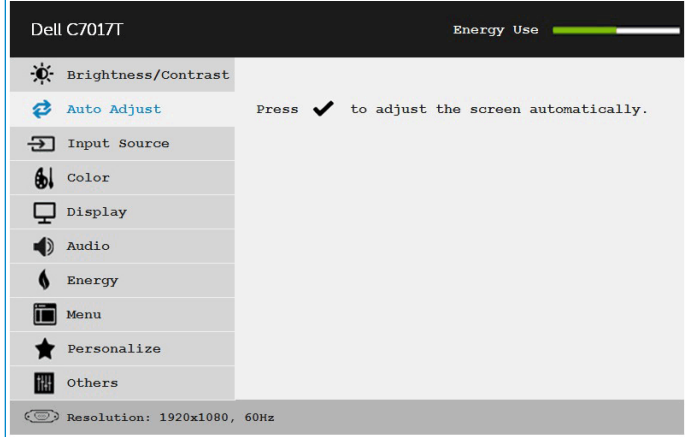 Dell C7017T
Energy Use
Brightness/Contrast
Auto Adjust
Press ✔ to adjust the screen automatically.
Input Source
Color
Display
Audio
Energy
Menu
Personalize
Others
Resolution: 1920x1080, 60Hz